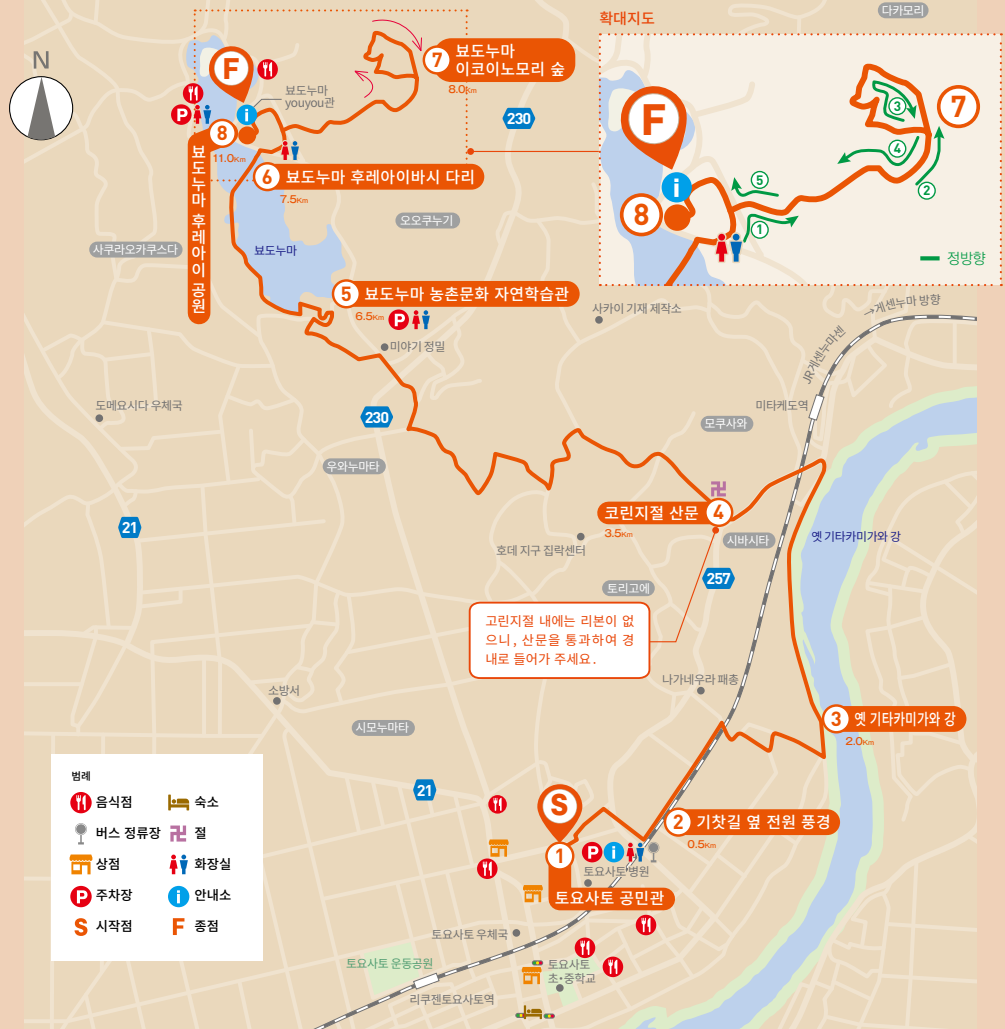 다카모리
확대지도
N
F
7
뵤도누마
이코이노모리 숲
8.0Km
뵤도누마
youyou관
P
i
8
11.0Km
뵤도누마 후레아이 공원
230
6
뵤도누마 후레아이바시 다리
7.5Km
오오쿠누기
사쿠라오카쿠스다
뵤도누마
5
뵤도누마 농촌문화 자연학습관
6.5Km
P
미야기 정밀
F
i
8
7
①
②
③
④
⑤
정방향
사카이 기재 제작소
→게센누마 방향
JR게센누마센
미타케도역
도메요시다 우체국
230
우와누마타
모쿠사와
21
코린지절 산문
4
3.5Km
시바시타
옛 기타카미가와 강
호데 지구 집락센터
257
토리고에
고린지절 내에는 리본이 없
으니, 산문을 통과하여 경
내로 들어가 주세요.
나가네우라 패총
소방서
시모누마타
3
옛 기타카미가와 강
2.0Km
21
S
1
P
i
2
기찻길 옆 전원 풍경
0.5Km
토요사토 병원
토요사토 공민관
토요사토 우체국
토요사토 운동공원
토요사토
초·중학교
리쿠젠토요사토역
범례
음식점
숙소
버스 정류장
절
상점
화장실
P
주차장
i
안내소
S
시작점
F
종점